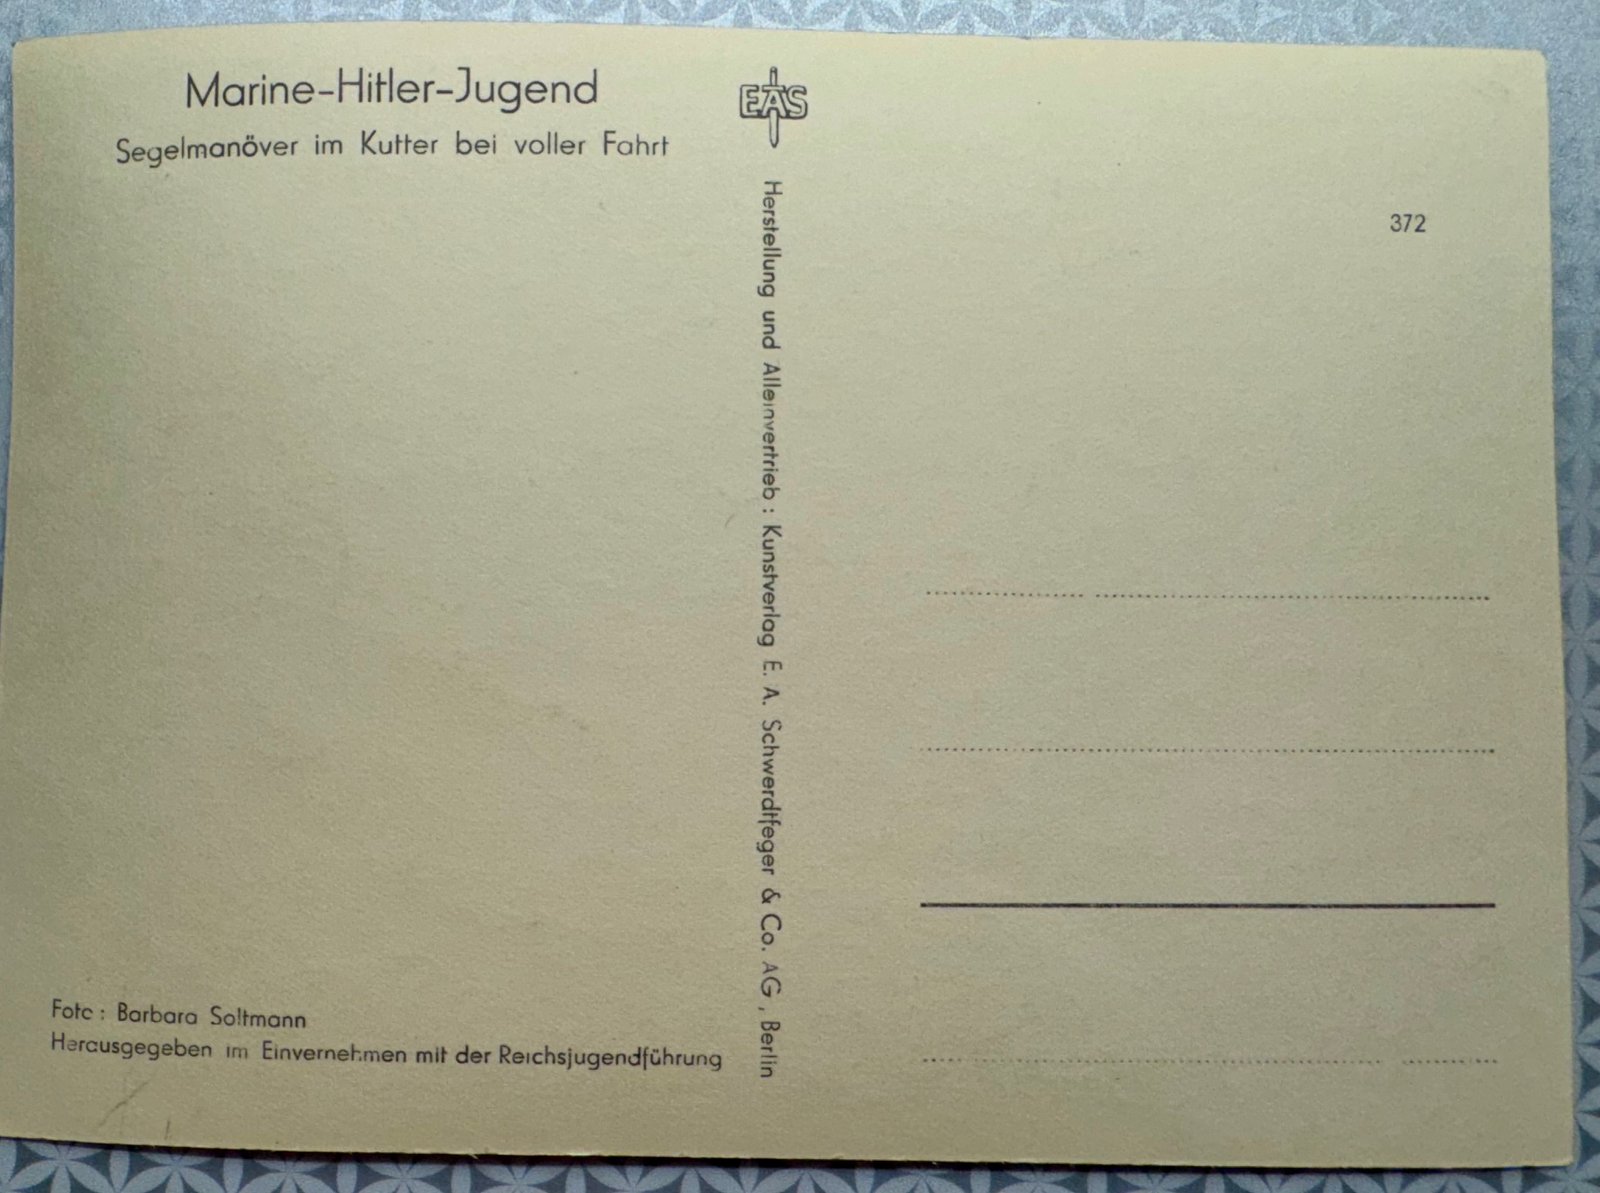 Marine-Hitler-Jugend
Segelmanöver im Kutter bei voller Fahrt
EAS
Herstellung und Alleinvertrieb: Kunstverlag E. A. Schwerdtfeger & Co. AG, Berlin
372
Foto: Barbara Soltmann
Herausgegeben im Einvernehmen mit der Reichsjugendführung